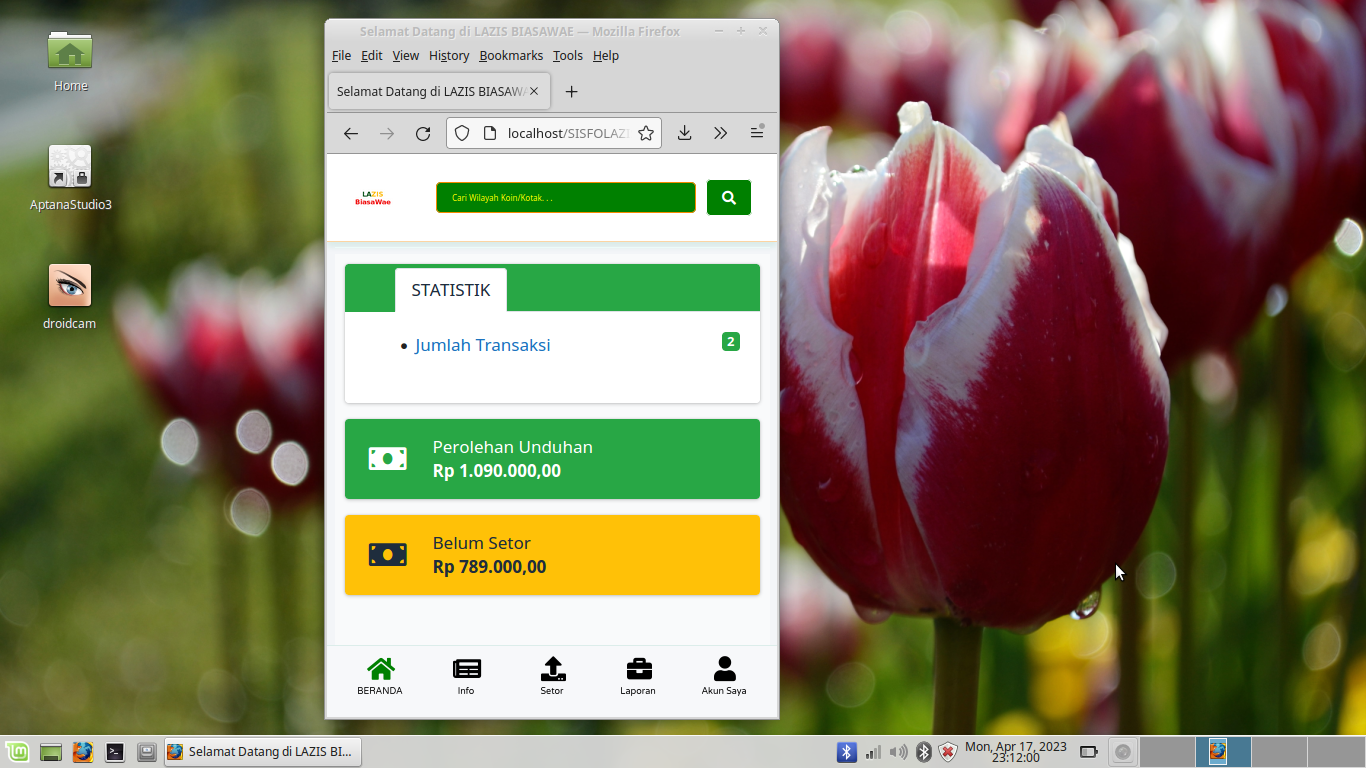 Home
AptanaStudio3
droidcam
Selamat Datang di LAZIS BIASAWAE — Mozilla Firefox
File Edit View History Bookmarks Tools Help
Selamat Datang di LAZIS BIASAW
localhost/SISFOLAZI
LAZIS
BiasaWae
Cari Wilayah Koin/Kotak. . .
STATISTIK
Jumlah Transaksi 2
Perolehan Unduhan
Rp 1.090.000,00
Belum Setor
Rp 789.000,00
BERANDA Info Setor Laporan Akun Saya
Selamat Datang di LAZIS BI...
Mon, Apr 17, 2023
23:12:00